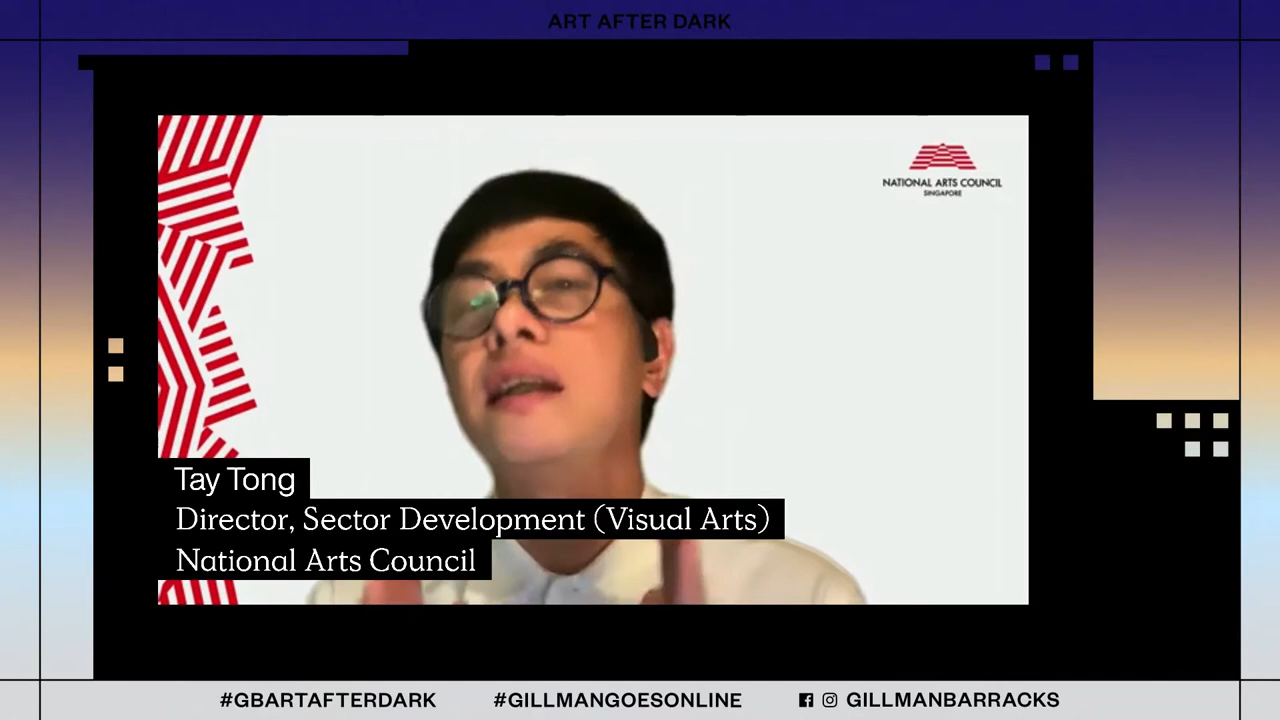 ART AFTER DARK
NATIONAL ARTS COUNCIL
SINGAPORE
Tay Tong
Director, Sector Development (Visual Arts)
National Arts Council
#GBARTAFTERDARK
#GILLMANGOESONLINE
GILLMANBARRACKS